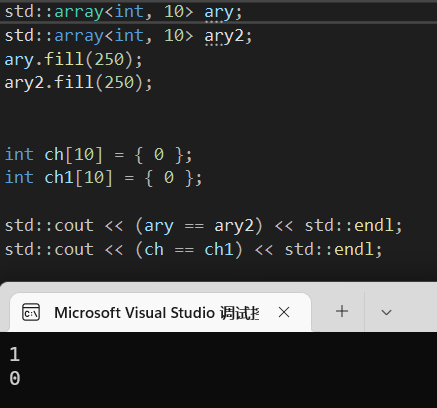 std::array<int, 10> ary;
std::array<int, 10> ary2;
ary.fill(250);
ary2.fill(250);
int ch[10] = { 0 };
int ch1[10] = { 0 };
std::cout << (ary == ary2) << std::endl;
std::cout << (ch == ch1) << std::endl;
Microsoft Visual Studio 调试
1
0